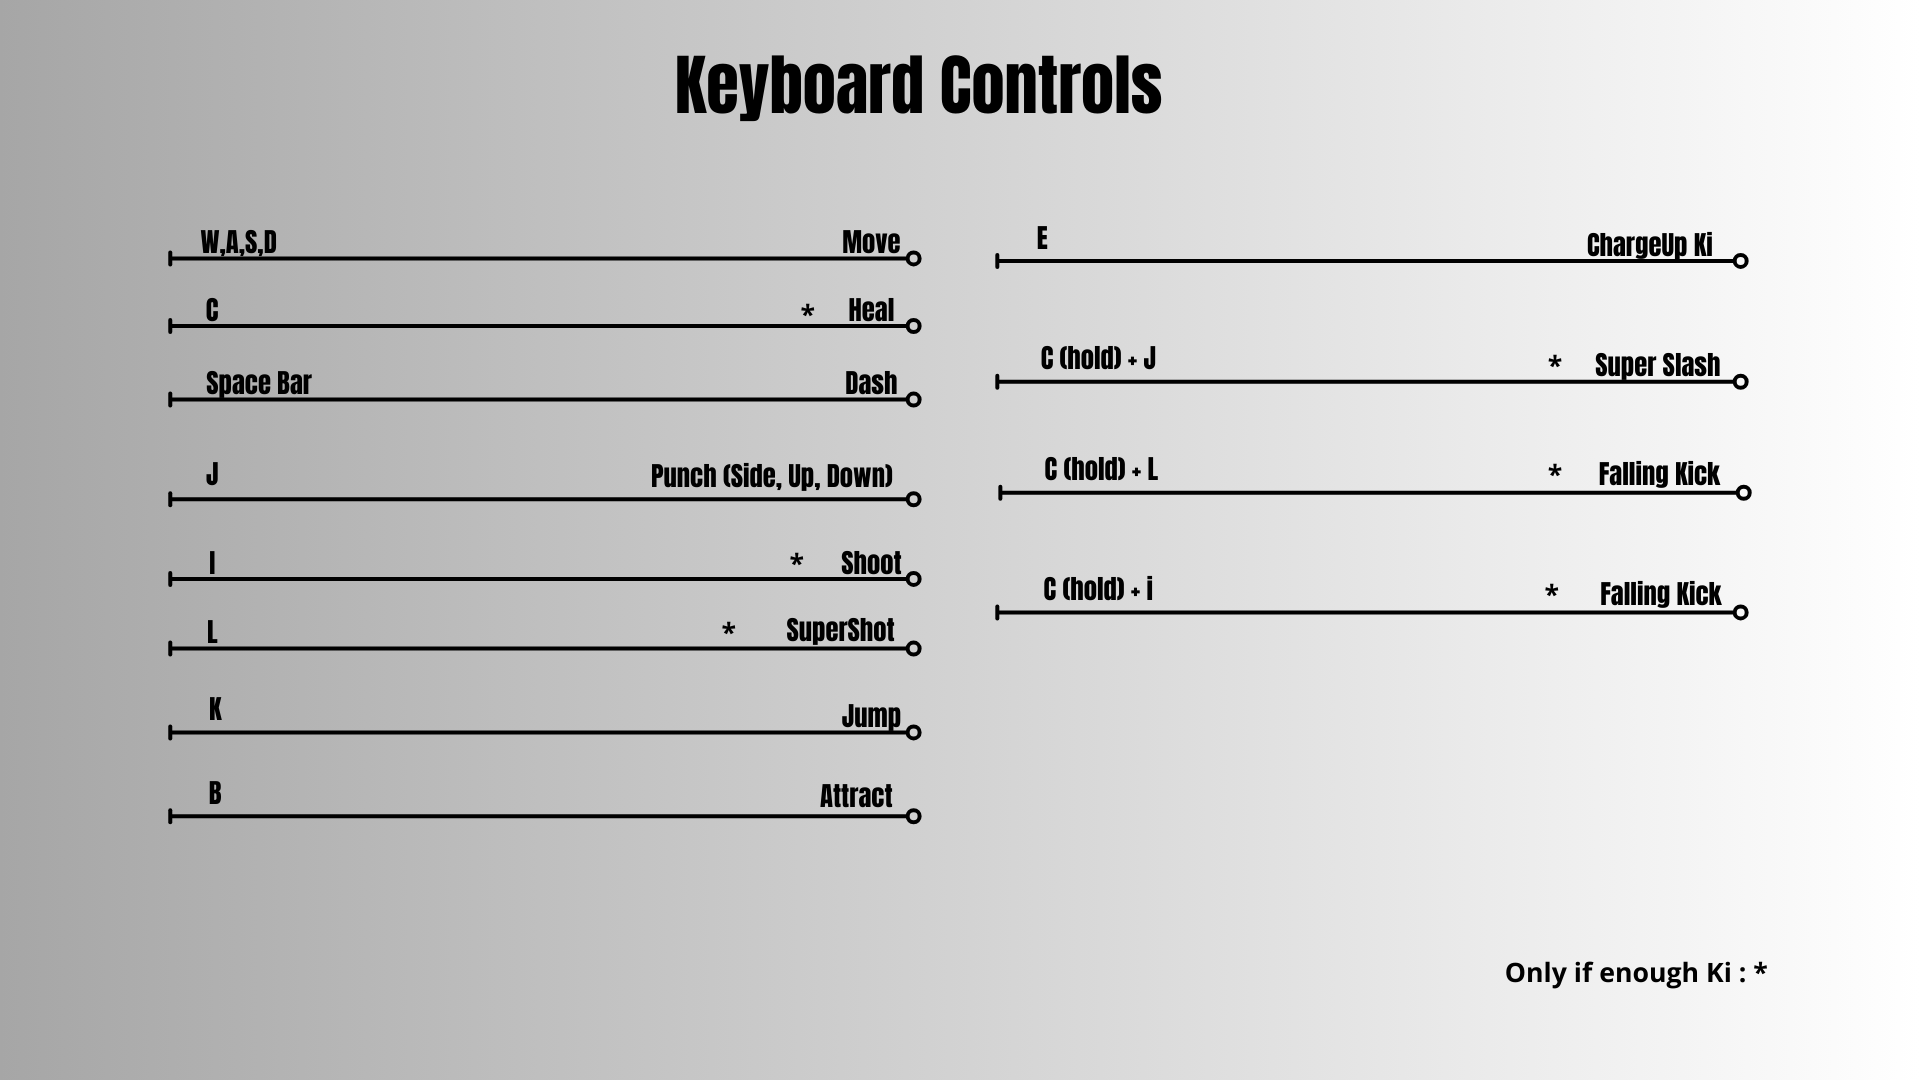 Keyboard Controls
W,A,S,D Move
C * Heal
Space Bar Dash
J Punch (Side, Up, Down)
I * Shoot
L * SuperShot
K Jump
B Attract
E ChargeUp Ki
C (hold) + J * Super Slash
C (hold) + L * Falling Kick
C (hold) + i * Falling Kick
Only if enough Ki : *